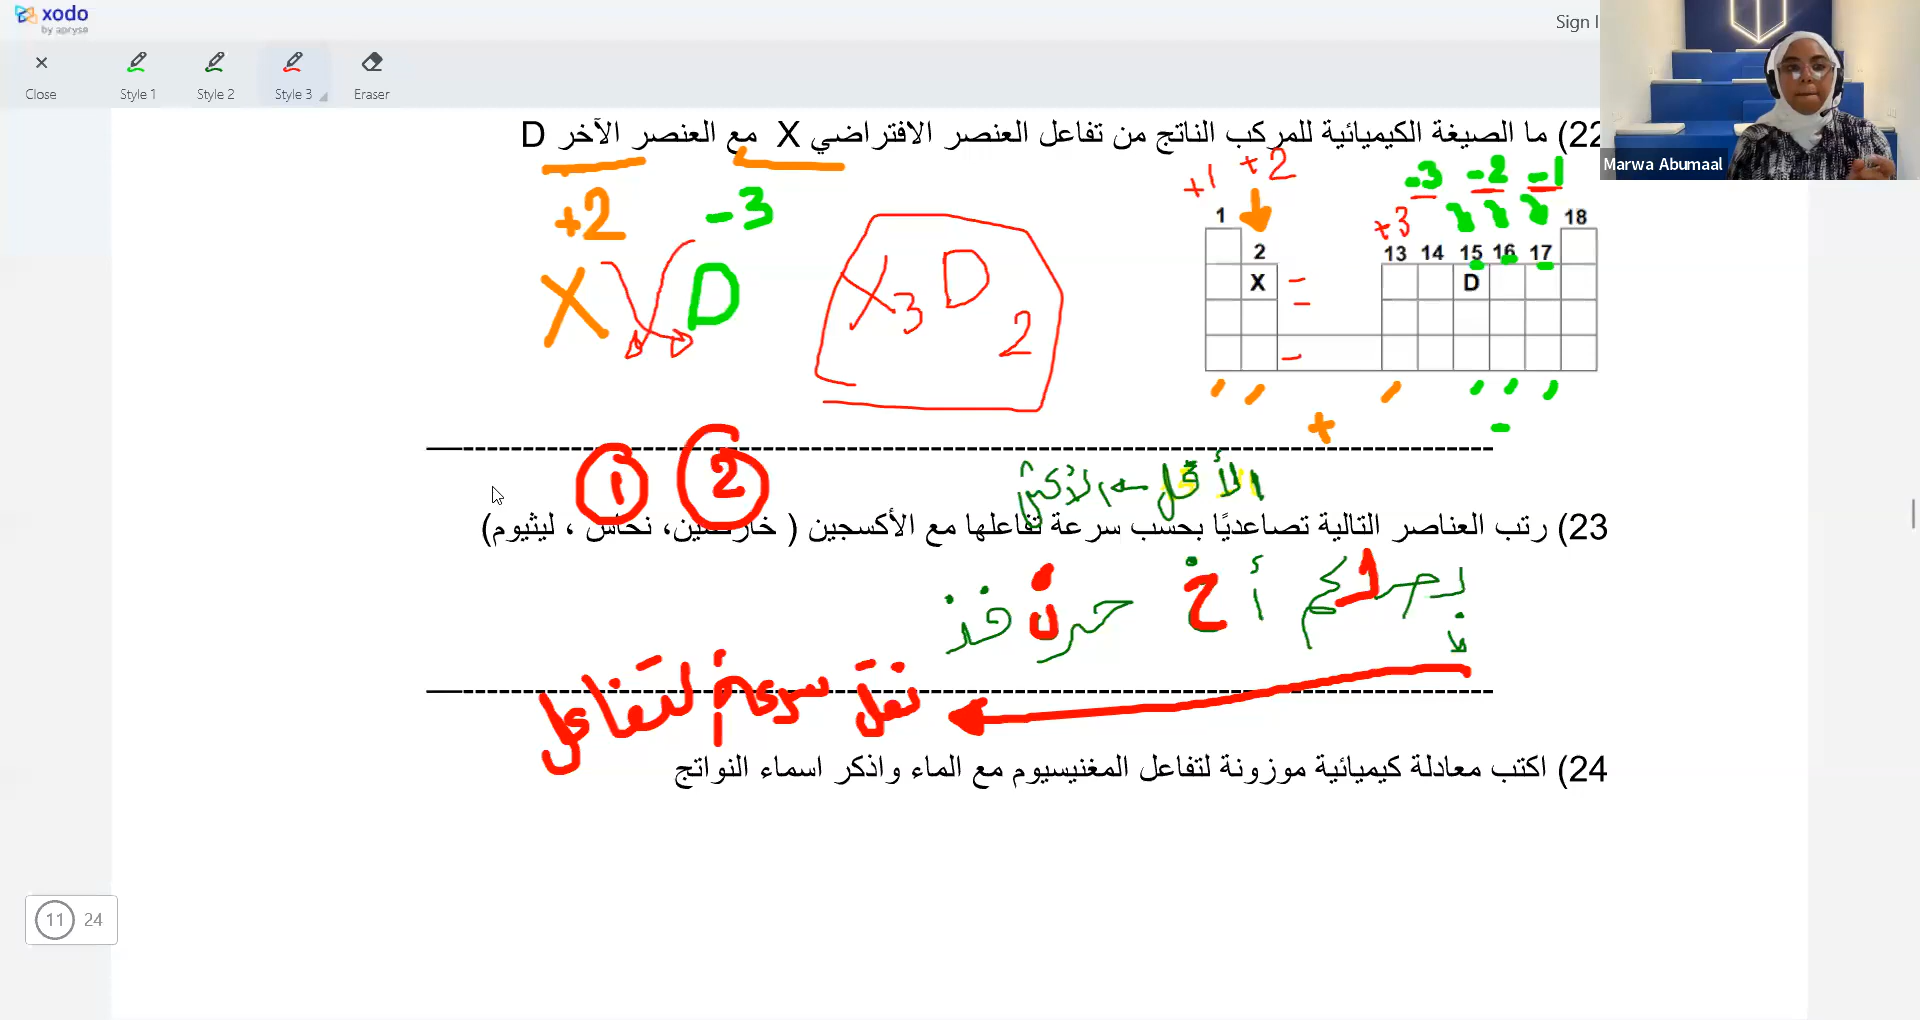 xodo
by apryse
Sign I
Close
Style 1
Style 2
Style 3
Eraser
Marwa Abumaal
22) ما الصيغة الكيميائية للمركب الناتج من تفاعل العنصر الافتراضي X مع العنصر الآخر D
+2 -3
X D
X3 D2
+1 +2 +3 -3 -2 -1
1 18
2 13 14 15 16 17
X D
+ -
1 2
الأقل ← الأكثر
23) رتب العناصر التالية تصاعديًا بحسب سرعة تفاعلها مع الأكسجين ( خارصين، نحاس ، ليثيوم)
تقل سرعة التفاعل
24) اكتب معادلة كيميائية موزونة لتفاعل المغنيسيوم مع الماء واذكر اسماء النواتج
11 24